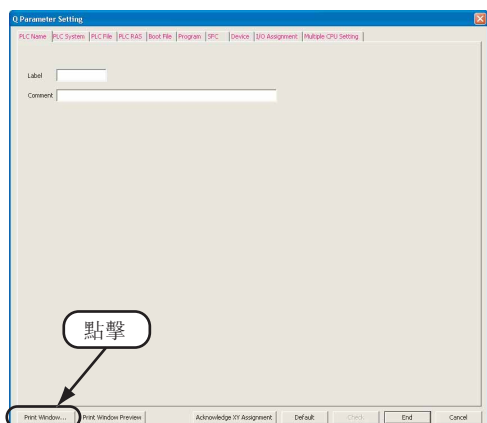 Q Parameter Setting
PLC Name PLC System PLC File PLC RAS Boot File Program SFC Device I/O Assignment Multiple CPU Setting
Label
Comment
點擊
Print Window... Print Window Preview Acknowledge XY Assignment Default Check End Cancel